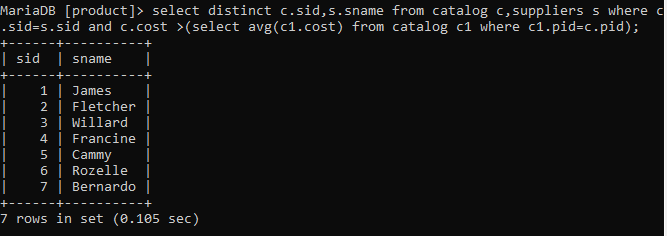 MariaDB [product]> select distinct c.sid,s.sname from catalog c,suppliers s where c
.sid=s.sid and c.cost >(select avg(c1.cost) from catalog c1 where c1.pid=c.pid);
+------+----------+
| sid  | sname    |
+------+----------+
|    1 | James    |
|    2 | Fletcher |
|    3 | Willard  |
|    4 | Francine |
|    5 | Cammy    |
|    6 | Rozelle  |
|    7 | Bernardo |
+------+----------+
7 rows in set (0.105 sec)